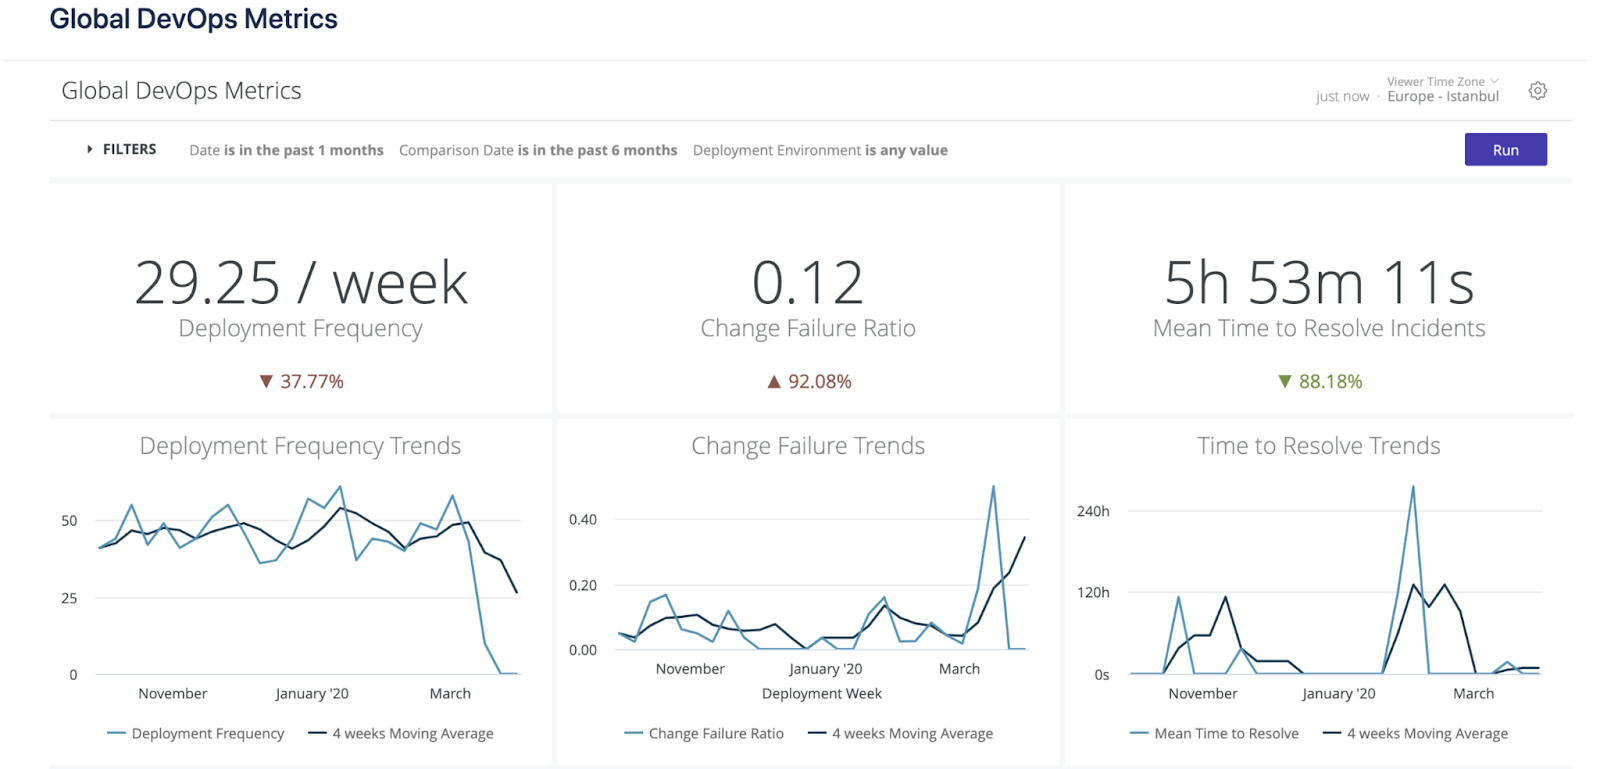 Global DevOps Metrics
Global DevOps Metrics
Viewer Time Zone
just now · Europe - Istanbul
FILTERS Date is in the past 1 months Comparison Date is in the past 6 months Deployment Environment is any value
Run
29.25 / week
Deployment Frequency
▼ 37.77%
0.12
Change Failure Ratio
▲ 92.08%
5h 53m 11s
Mean Time to Resolve Incidents
▼ 88.18%
Deployment Frequency Trends
50
25
0
November January '20 March
Deployment Frequency 4 weeks Moving Average
Change Failure Trends
0.40
0.20
0.00
November January '20 March
Deployment Week
Change Failure Ratio 4 weeks Moving Average
Time to Resolve Trends
240h
120h
0s
November January '20 March
Mean Time to Resolve 4 weeks Moving Average